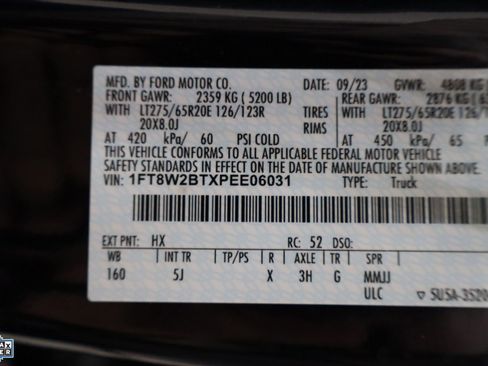 MFD. BY FORD MOTOR CO. DATE: 09/23 GVWR: 4808 KG
FRONT GAWR: 2359 KG ( 5200 LB) REAR GAWR: 2876 KG
WITH LT275/65R20E 126/123R TIRES WITH LT275/65R20E 126/
20X8.0J RIMS 20X8.0J
AT 420 kPa/ 60 PSI COLD AT 450 kPa/ 65
THIS VEHICLE CONFORMS TO ALL APPLICABLE FEDERAL MOTOR VEHICLE
SAFETY STANDARDS IN EFFECT ON THE DATE OF MANUFACTURE SHOWN
VIN: 1FT8W2BTXPEE06031 TYPE: Truck
EXT PNT: HX RC: 52 DSO:
WB INT TR TP/PS R AXLE TR SPR
160 5J X 3H G MMJJ
ULC